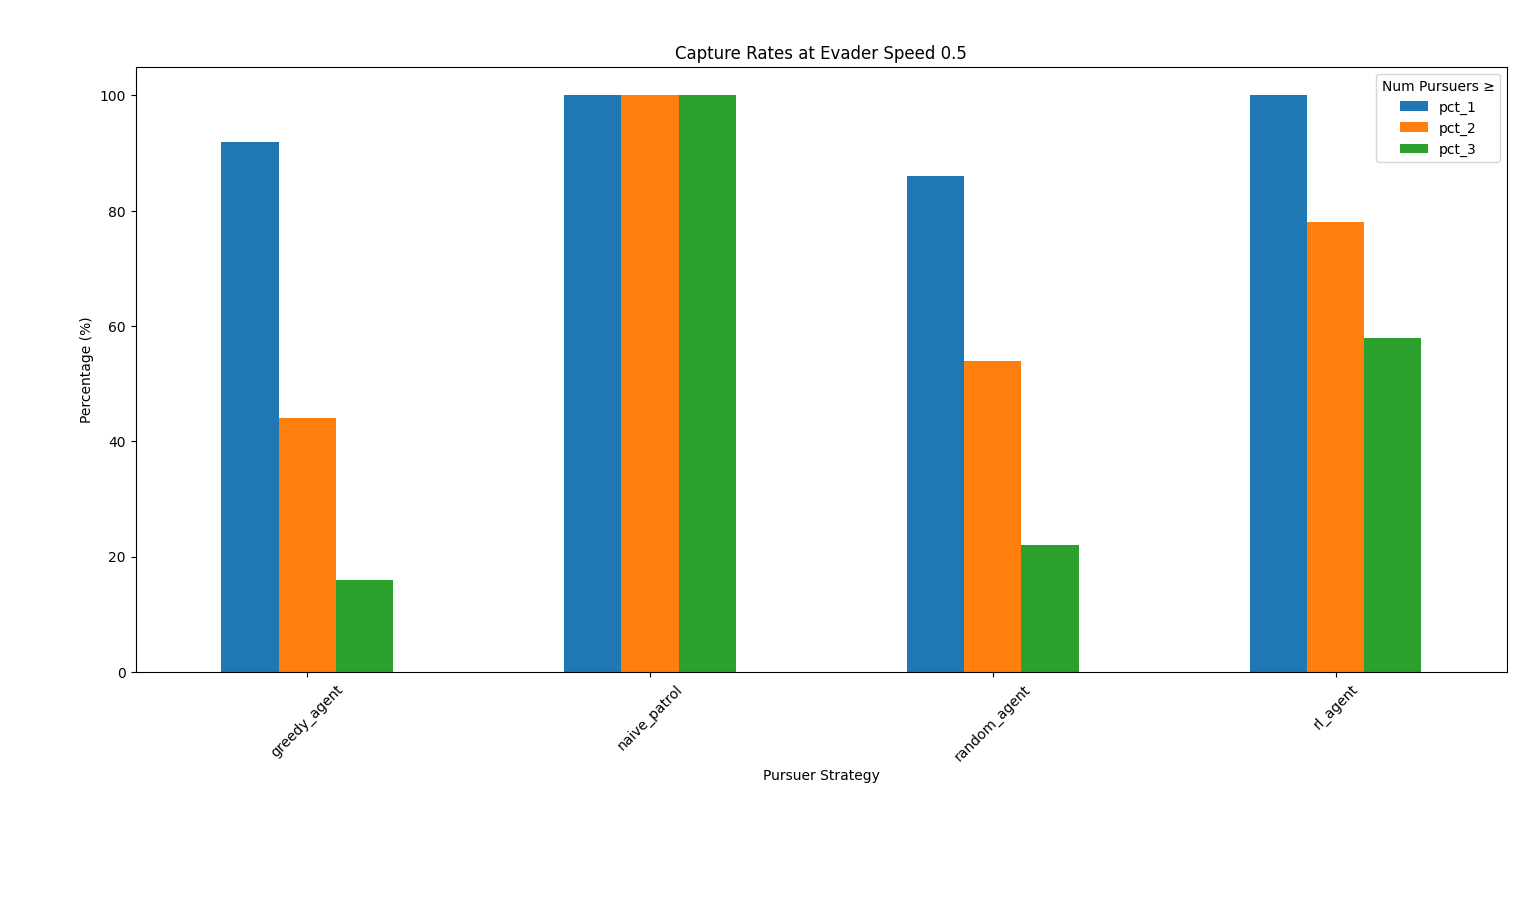 Capture Rates at Evader Speed 0.5
Num Pursuers ≥
pct_1
pct_2
pct_3
Percentage (%)
100
80
60
40
20
0
greedy_agent
naive_patrol
random_agent
rl_agent
Pursuer Strategy